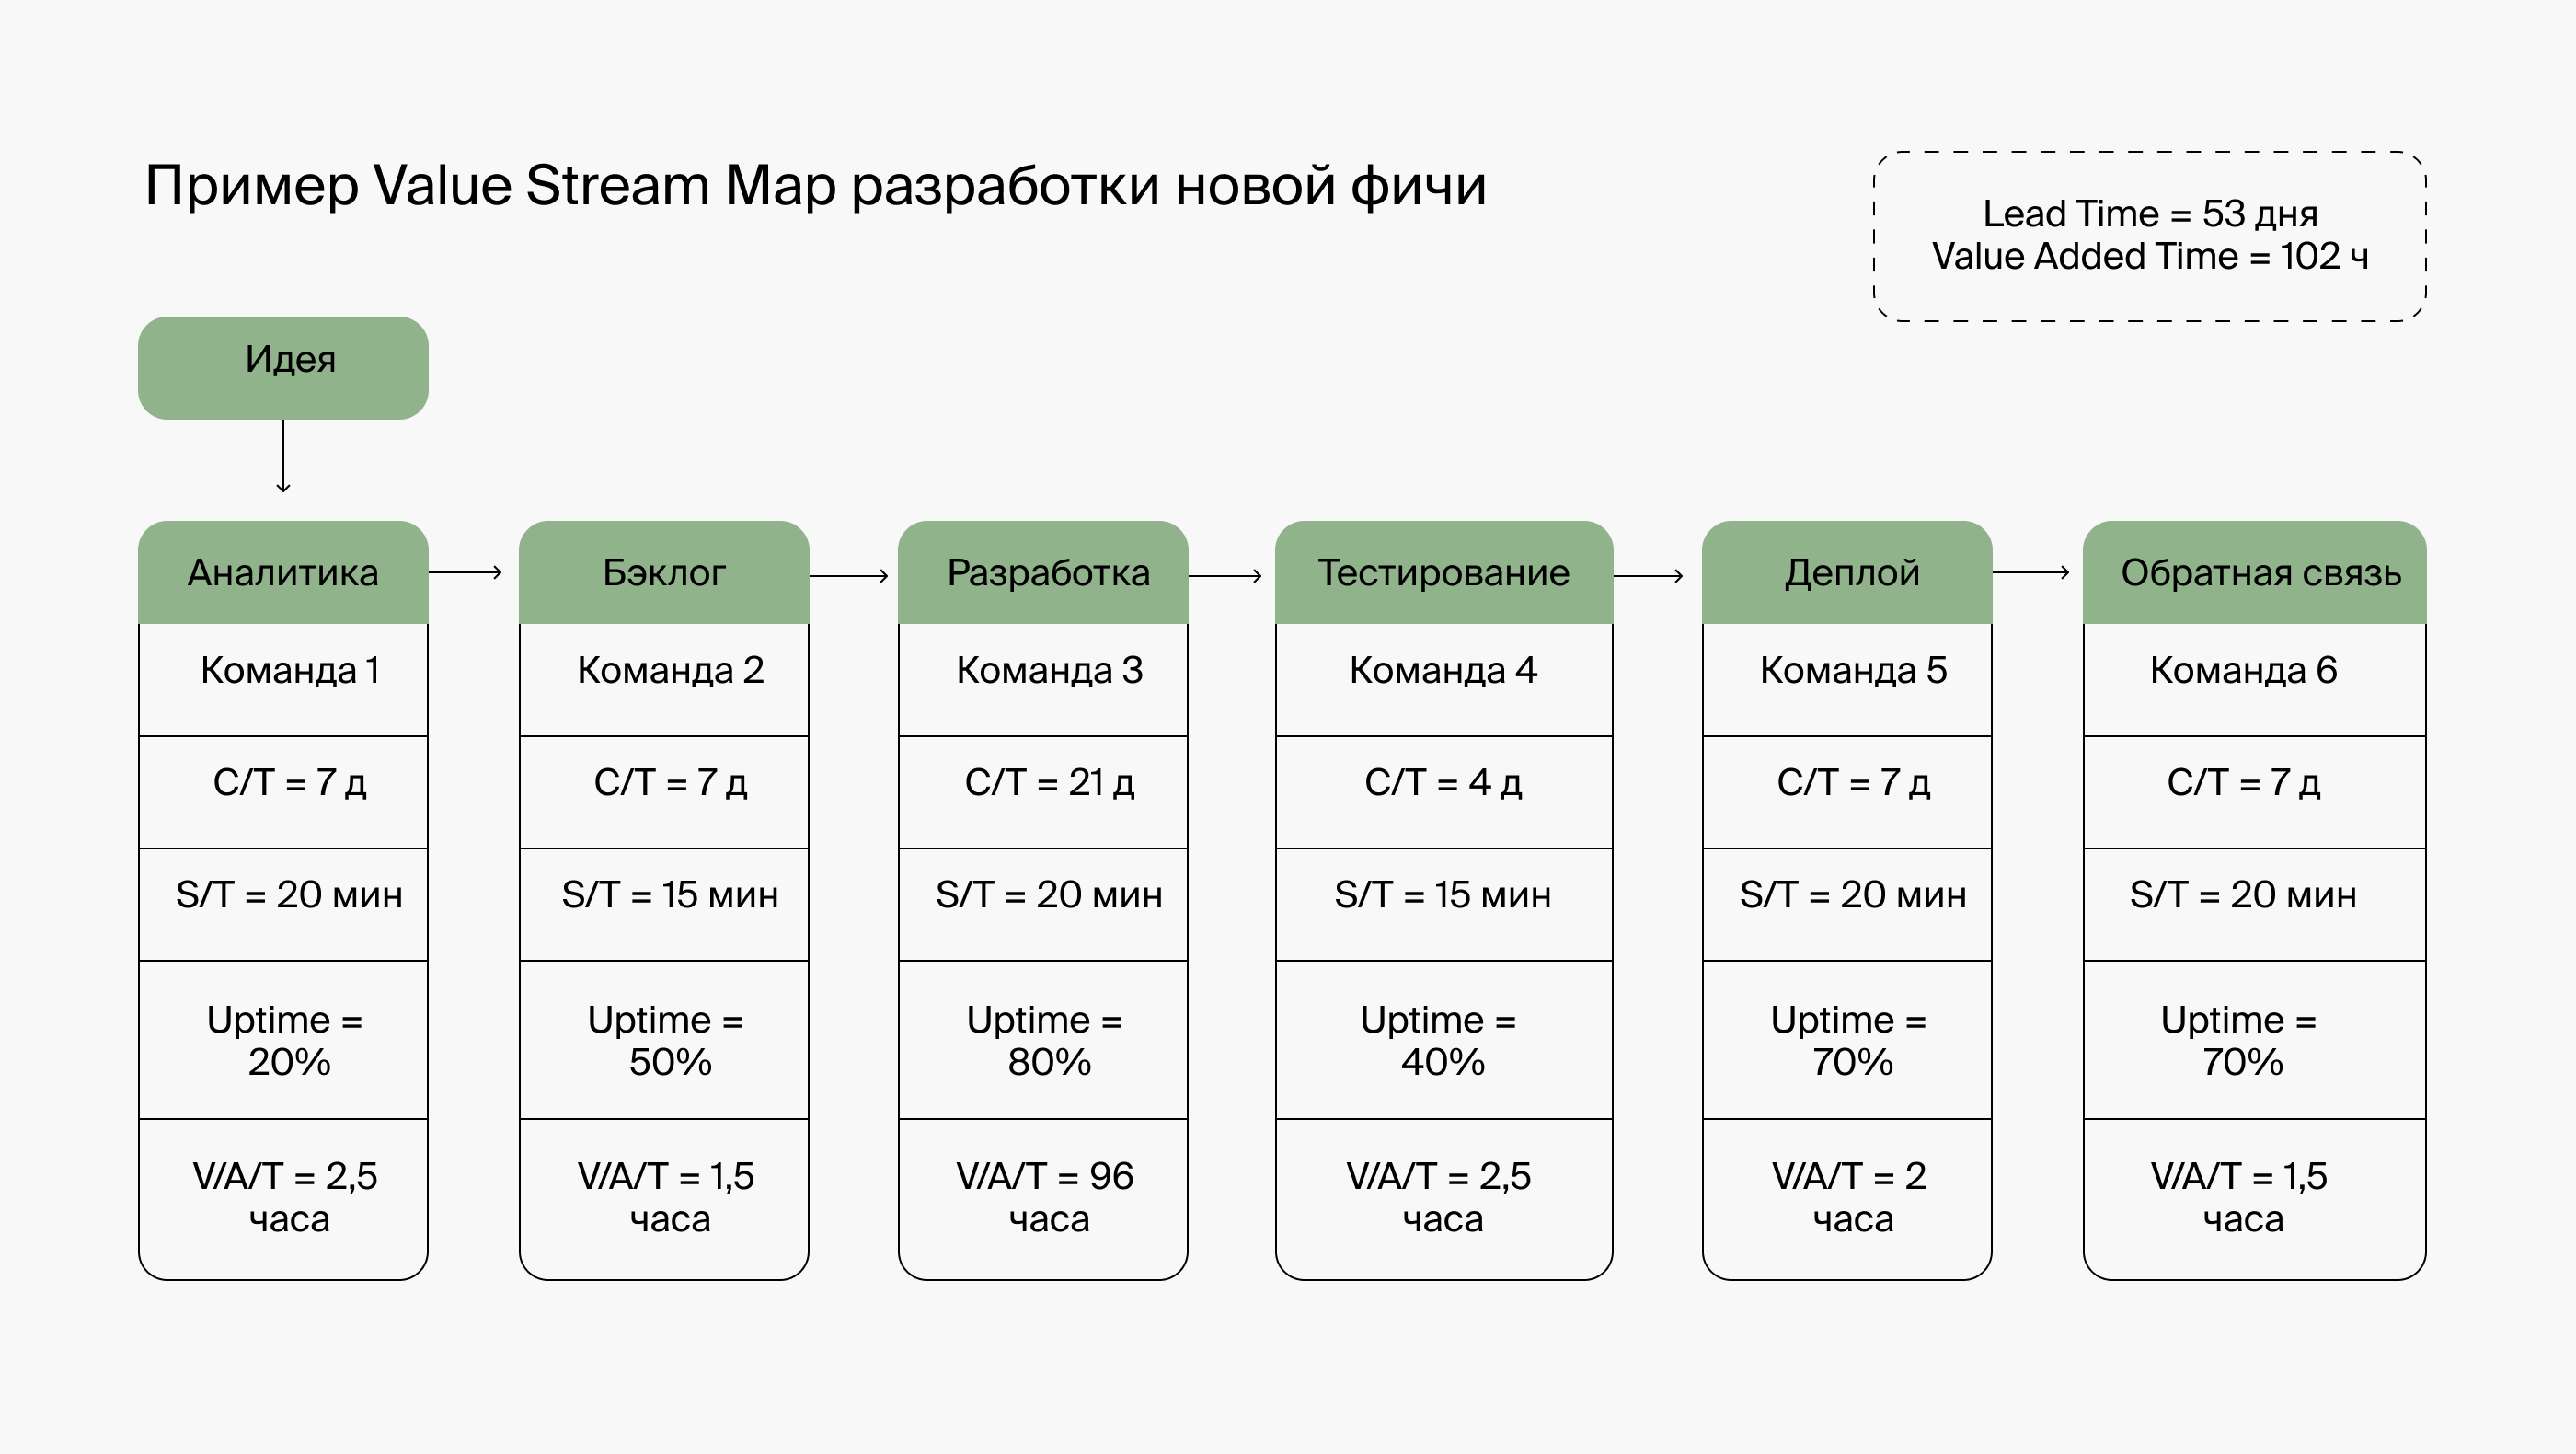 Пример Value Stream Map разработки новой фичи
Lead Time = 53 дня
Value Added Time = 102 ч
Идея
Аналитика
Команда 1
C/T = 7 д
S/T = 20 мин
Uptime =
20%
V/A/T = 2,5
часа
Бэклог
Команда 2
C/T = 7 д
S/T = 15 мин
Uptime =
50%
V/A/T = 1,5
часа
Разработка
Команда 3
C/T = 21 д
S/T = 20 мин
Uptime =
80%
V/A/T = 96
часа
Тестирование
Команда 4
C/T = 4 д
S/T = 15 мин
Uptime =
40%
V/A/T = 2,5
часа
Деплой
Команда 5
C/T = 7 д
S/T = 20 мин
Uptime =
70%
V/A/T = 2
часа
Обратная связь
Команда 6
C/T = 7 д
S/T = 20 мин
Uptime =
70%
V/A/T = 1,5
часа